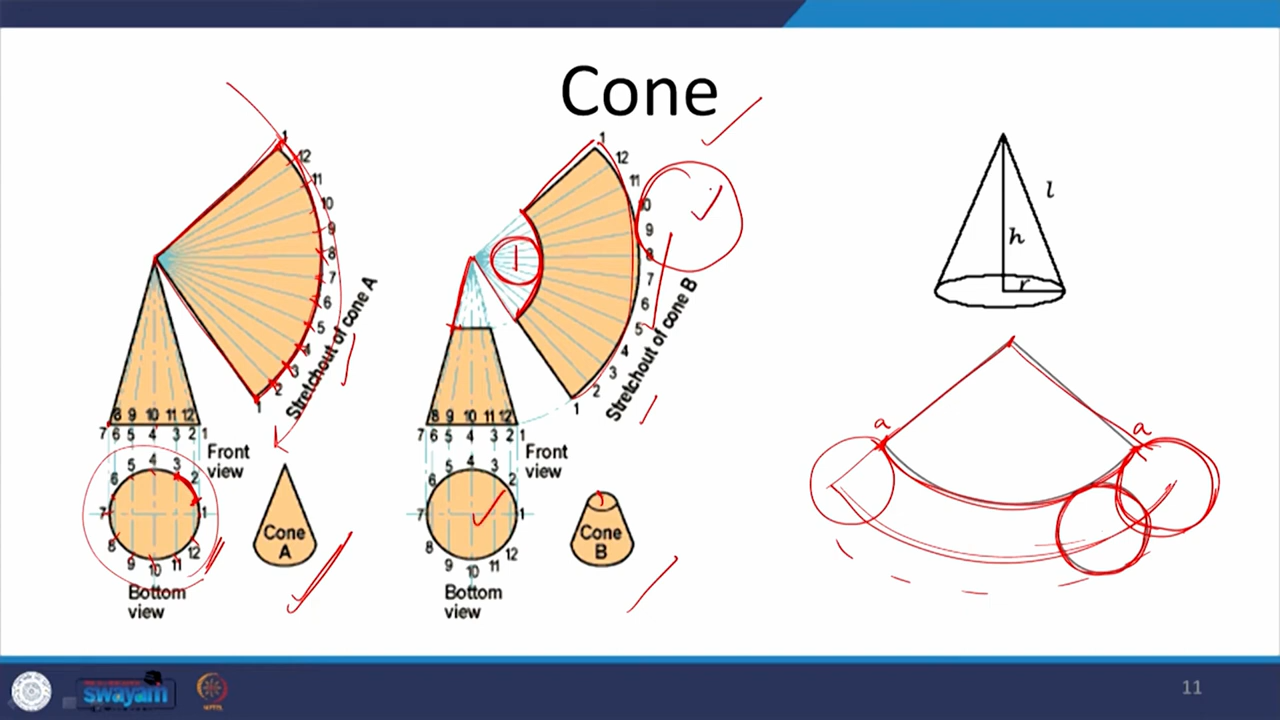 Cone
1
12
11
10
9
8
7
6
5
4
3
2
1
Stretchout of cone A
8 9 10 11 12
7 6 5 4 3 2 1
Front
view
5 4 3
6 2
7 1
8 12
9 10 11
Bottom
view
Cone
A
1
12
11
10
9
8
7
6
5
4
3
2
1
Stretchout of cone B
8 9 10 11 12
7 6 5 4 3 2 1
Front
view
5 4 3
6 2
7 1
8 12
9 10 11
Bottom
view
Cone
B
l
h
r
a
a
swayam
11